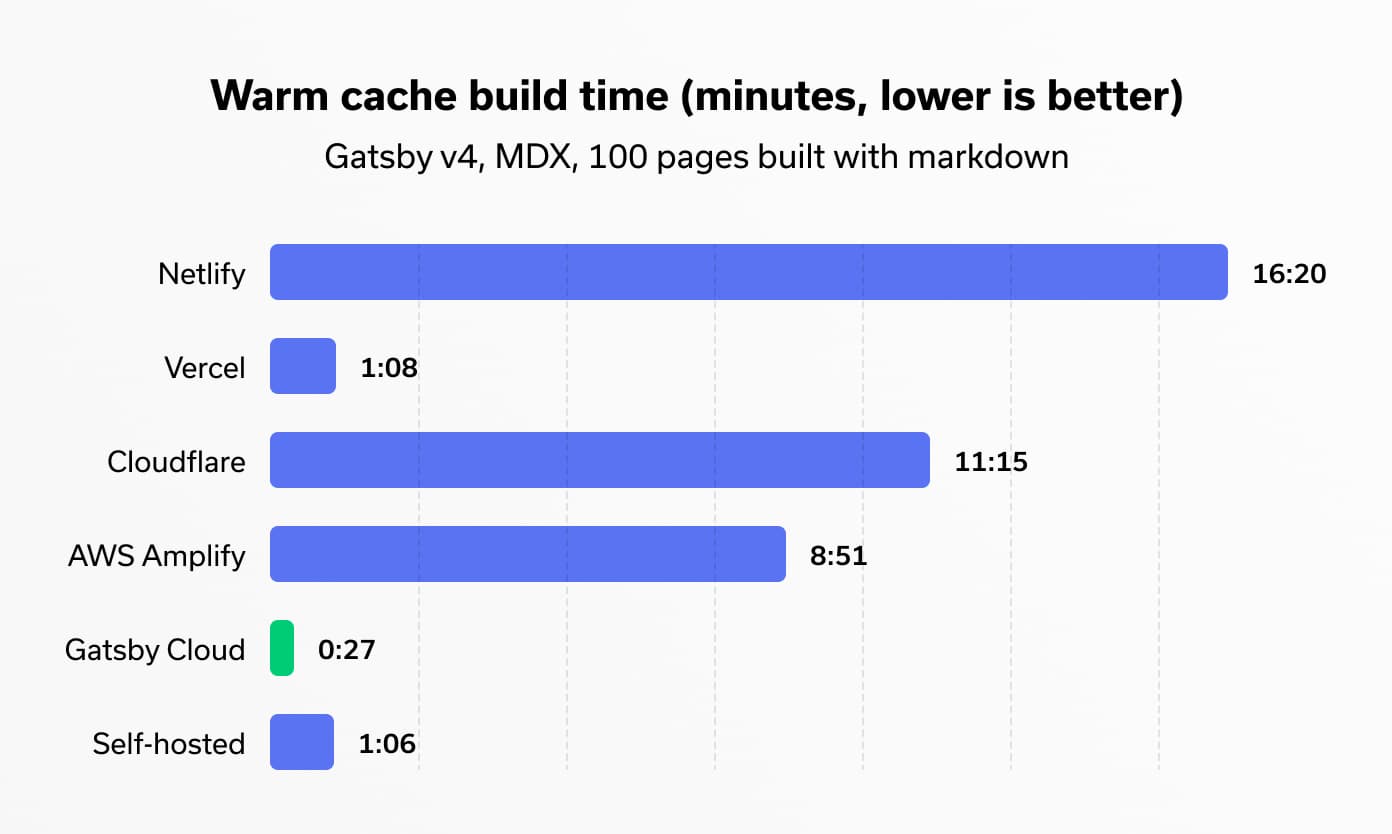 Warm cache build time (minutes, lower is better)
Gatsby v4, MDX, 100 pages built with markdown
Netlify 16:20
Vercel 1:08
Cloudflare 11:15
AWS Amplify 8:51
Gatsby Cloud 0:27
Self-hosted 1:06